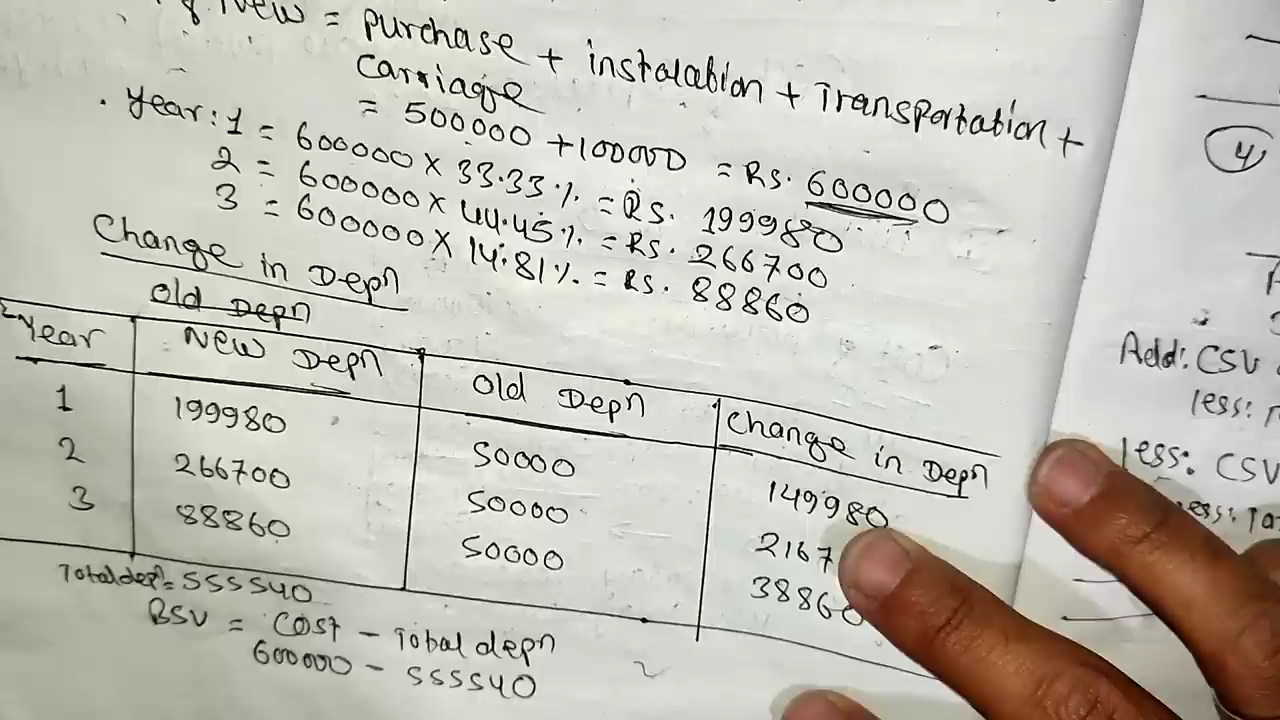 New = purchase + instalation + Transportation +
carriage
= 500000 + 100000 = Rs. 600000
Year: 1 = 600000 × 33.33% = Rs. 199980
2 = 600000 × 44.45% = Rs. 266700
3 = 600000 × 14.81% = Rs. 88860
Change in Depn
Old Depn
Year New Depn Old Depn Change in Depn
1 199980 50000 149980
2 266700 50000 2167
3 88860 50000 38860
Total depn = 555540
BSV = Cost - Total depn
600000 - 555540
4
Add: CSV
less:
less: CSV